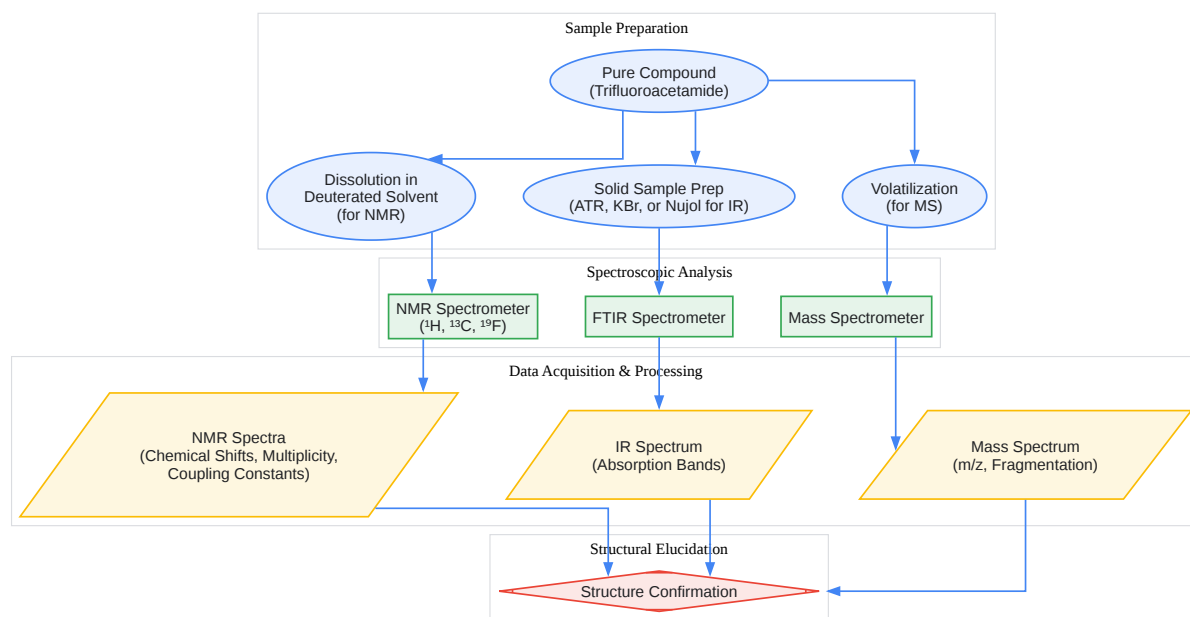 Sample Preparation
Pure Compound
(Trifluoroacetamide)
Dissolution in
Deuterated Solvent
(for NMR)
Solid Sample Prep
(ATR, KBr, or Nujol for IR)
Volatilization
(for MS)
Spectroscopic Analysis
NMR Spectrometer
(¹H, ¹³C, ¹⁹F)
FTIR Spectrometer
Mass Spectrometer
Data Acquisition & Processing
NMR Spectra
(Chemical Shifts, Multiplicity,
Coupling Constants)
IR Spectrum
(Absorption Bands)
Mass Spectrum
(m/z, Fragmentation)
Structural Elucidation
Structure Confirmation